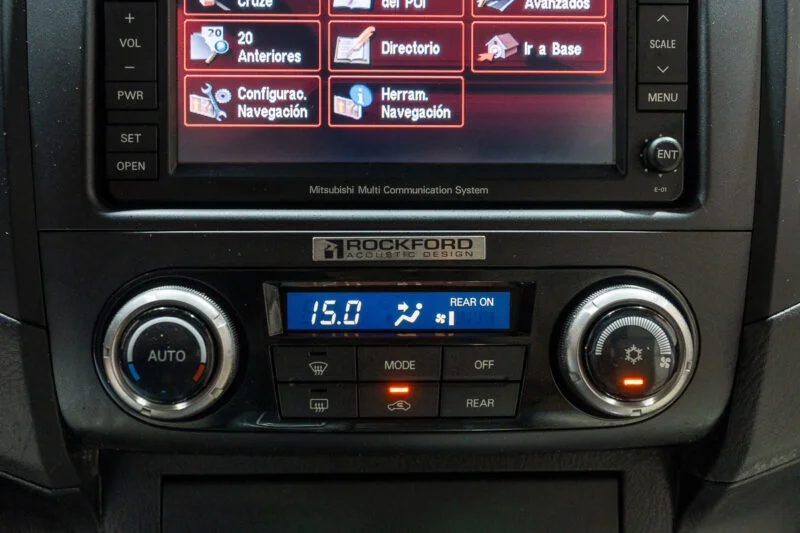 Cruze
del POI
Avanzados
+
VOL
−
PWR
SET
OPEN
20
20
Anteriores
Directorio
Ir a Base
Configurac.
Navegación
Herram.
Navegación
SCALE
MENU
ENT
E-01
Mitsubishi Multi Communication System
ROCKFORD
ACOUSTIC DESIGN
AUTO
15.0
REAR ON
MODE
OFF
REAR